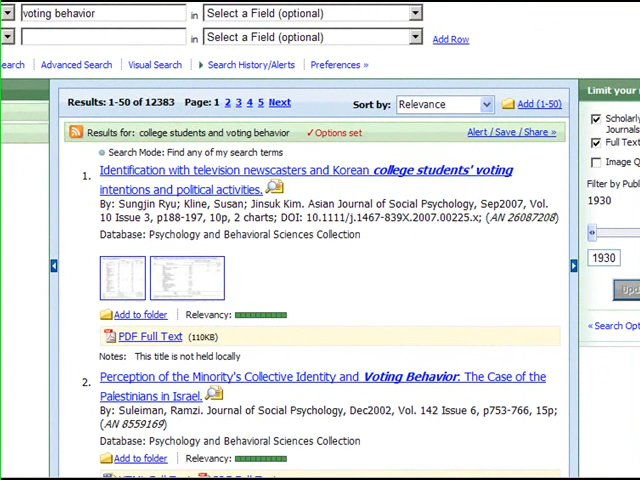 voting behavior in Select a Field (optional)
in Select a Field (optional) Add Row
earch Advanced Search Visual Search Search History/Alerts Preferences »
Results: 1-50 of 12383 Page: 1 2 3 4 5 Next Sort by: Relevance Add (1-50)
Results for: college students and voting behavior ✓Options set Alert / Save / Share »
Search Mode: Find any of my search terms
1. Identification with television newscasters and Korean college students' voting
intentions and political activities.
By: Sungjin Ryu; Kline, Susan; Jinsuk Kim. Asian Journal of Social Psychology, Sep2007, Vol.
10 Issue 3, p188-197, 10p, 2 charts; DOI: 10.1111/j.1467-839X.2007.00225.x; (AN 26087208)
Database: Psychology and Behavioral Sciences Collection
Add to folder Relevancy:
PDF Full Text (110KB)
Notes: This title is not held locally
2. Perception of the Minority's Collective Identity and Voting Behavior: The Case of the
Palestinians in Israel.
By: Suleiman, Ramzi. Journal of Social Psychology, Dec2002, Vol. 142 Issue 6, p753-766, 15p;
(AN 8559169)
Database: Psychology and Behavioral Sciences Collection
Add to folder Relevancy:
Limit your
Scholarly
Journals
Full Text
Image Q
Filter by Publ
1930
1930
Upd
« Search Opt